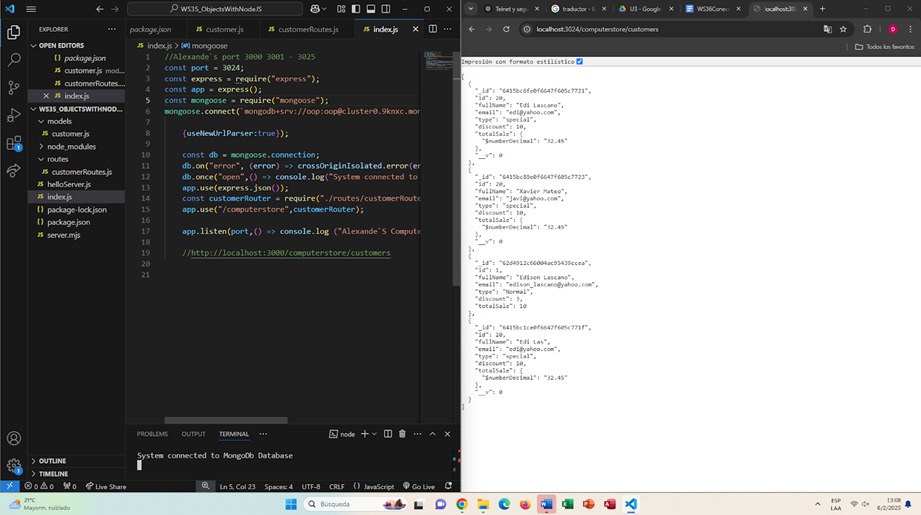 WS35_ObjectsWithNodeJS
EXPLORER
OPEN EDITORS
package.json
customer.js mod...
customerRoutes....
index.js
WS35_OBJECTSWITHNOD...
models
customer.js
node_modules
routes
customerRoutes.js
helloServer.js
index.js
package-lock.json
package.json
server.mjs
OUTLINE
TIMELINE
package.json
customer.js
customerRoutes.js
index.js
index.js > mongoose
1 //Alexande`s port 3000 3001 - 3025
2 const port = 3024;
3 const express = require("express");
4 const app = express();
5 const mongoose = require("mongoose");
6 mongoose.connect(`mongodb+srv://oop:oop@cluster0.9knxc.mon
7
8 {useNewUrlParser:true});
9
10 const db = mongoose.connection;
11 db.on("error", (error) => crossOriginIsolated.error(er
12 db.once("open",() => console.log("System connected to
13 app.use(express.json());
14 const customerRouter = require("./routes/customerRoute
15 app.use("/computerstore",customerRouter);
16
17 app.listen(port,() => console.log ("Alexande`S Compute
18
19 //http://localhost:3000/computerstore/customers
20
21
PROBLEMS OUTPUT TERMINAL
node
System connected to MongoDb Database
0 0 0 Live Share
Ln 5, Col 23 Spaces: 4 UTF-8 CRLF {} JavaScript Go Live
Telnet y seg
traductor - B
U3 - Google
WS36Cone
localhost:302
localhost:3024/computerstore/customers
D
Todos los favoritos
Impresión con formato estilístico
[
{
"_id": "6415bc6fe0f6647f605c7721",
"id": 20,
"fullName": "Edi Lascano",
"email": "edi@yahoo.com",
"type": "special",
"discount": 10,
"totalSale": {
"$numberDecimal": "32.45"
},
"__v": 0
},
{
"_id": "6415bc89e0f6647f605c7723",
"id": 20,
"fullName": "Xavier Mateo",
"email": "javi@yahoo.com",
"type": "special",
"discount": 10,
"totalSale": {
"$numberDecimal": "32.45"
},
"__v": 0
},
{
"_id": "62d4912c66004ac95439ccea",
"id": 1,
"fullName": "Edison Lascano",
"email": "edison_lascano@yahoo.com",
"type": "Normal",
"discount": 3,
"totalSale": 10
},
{
"_id": "6415bc1ce0f6647f605c771f",
"id": 20,
"fullName": "Edi Las",
"email": "edi@yahoo.com",
"type": "special",
"discount": 10,
"totalSale": {
"$numberDecimal": "32.45"
},
"__v": 0
}
]
21°C
Mayorm. nublado
Búsqueda
ESP
LAA
13:08
6/2/2025